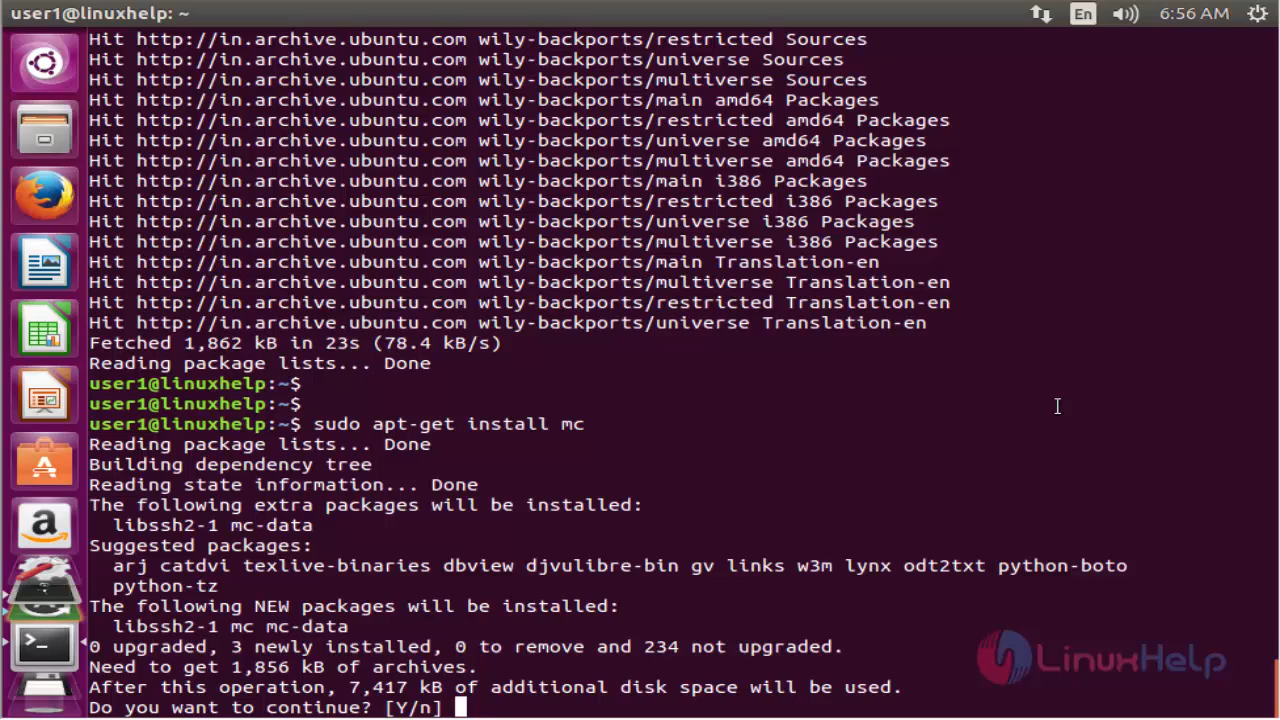 user1@linuxhelp: ~
En
6:56 AM
Hit http://in.archive.ubuntu.com wily-backports/restricted Sources
Hit http://in.archive.ubuntu.com wily-backports/universe Sources
Hit http://in.archive.ubuntu.com wily-backports/multiverse Sources
Hit http://in.archive.ubuntu.com wily-backports/main amd64 Packages
Hit http://in.archive.ubuntu.com wily-backports/restricted amd64 Packages
Hit http://in.archive.ubuntu.com wily-backports/universe amd64 Packages
Hit http://in.archive.ubuntu.com wily-backports/multiverse amd64 Packages
Hit http://in.archive.ubuntu.com wily-backports/main i386 Packages
Hit http://in.archive.ubuntu.com wily-backports/restricted i386 Packages
Hit http://in.archive.ubuntu.com wily-backports/universe i386 Packages
Hit http://in.archive.ubuntu.com wily-backports/multiverse i386 Packages
Hit http://in.archive.ubuntu.com wily-backports/main Translation-en
Hit http://in.archive.ubuntu.com wily-backports/multiverse Translation-en
Hit http://in.archive.ubuntu.com wily-backports/restricted Translation-en
Hit http://in.archive.ubuntu.com wily-backports/universe Translation-en
Fetched 1,862 kB in 23s (78.4 kB/s)
Reading package lists... Done
user1@linuxhelp:~$
user1@linuxhelp:~$
user1@linuxhelp:~$ sudo apt-get install mc
Reading package lists... Done
Building dependency tree
Reading state information... Done
The following extra packages will be installed:
libssh2-1 mc-data
Suggested packages:
arj catdvi texlive-binaries dbview djvulibre-bin gv links w3m lynx odt2txt python-boto
python-tz
The following NEW packages will be installed:
libssh2-1 mc mc-data
0 upgraded, 3 newly installed, 0 to remove and 234 not upgraded.
Need to get 1,856 kB of archives.
After this operation, 7,417 kB of additional disk space will be used.
Do you want to continue? [Y/n]
LinuxHelp